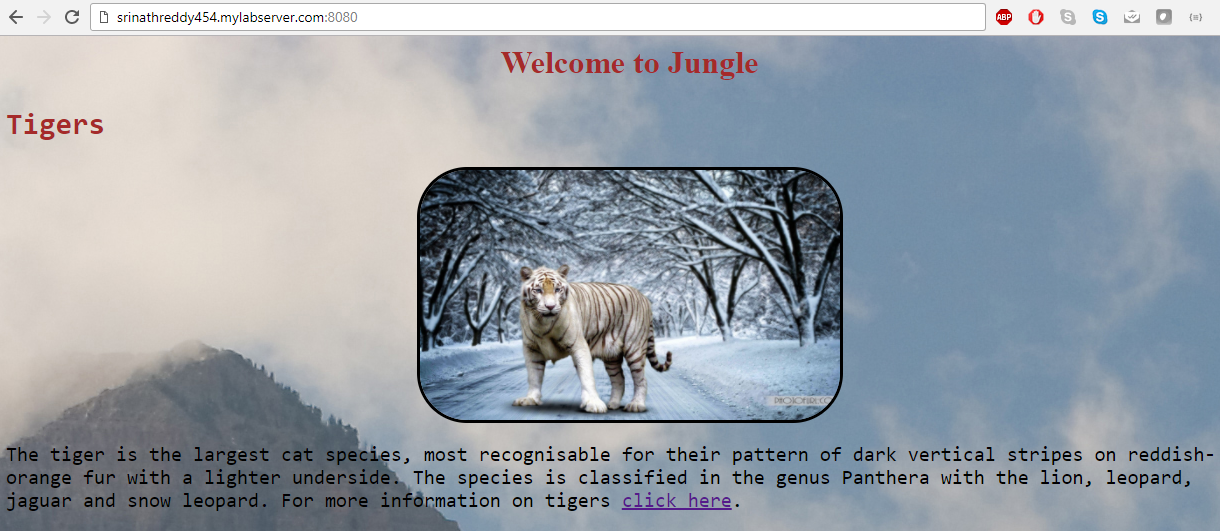 srinathreddy454.mylabserver.com:8080
ABP
Welcome to Jungle
Tigers
The tiger is the largest cat species, most recognisable for their pattern of dark vertical stripes on reddish-
orange fur with a lighter underside. The species is classified in the genus Panthera with the lion, leopard,
jaguar and snow leopard. For more information on tigers click here.